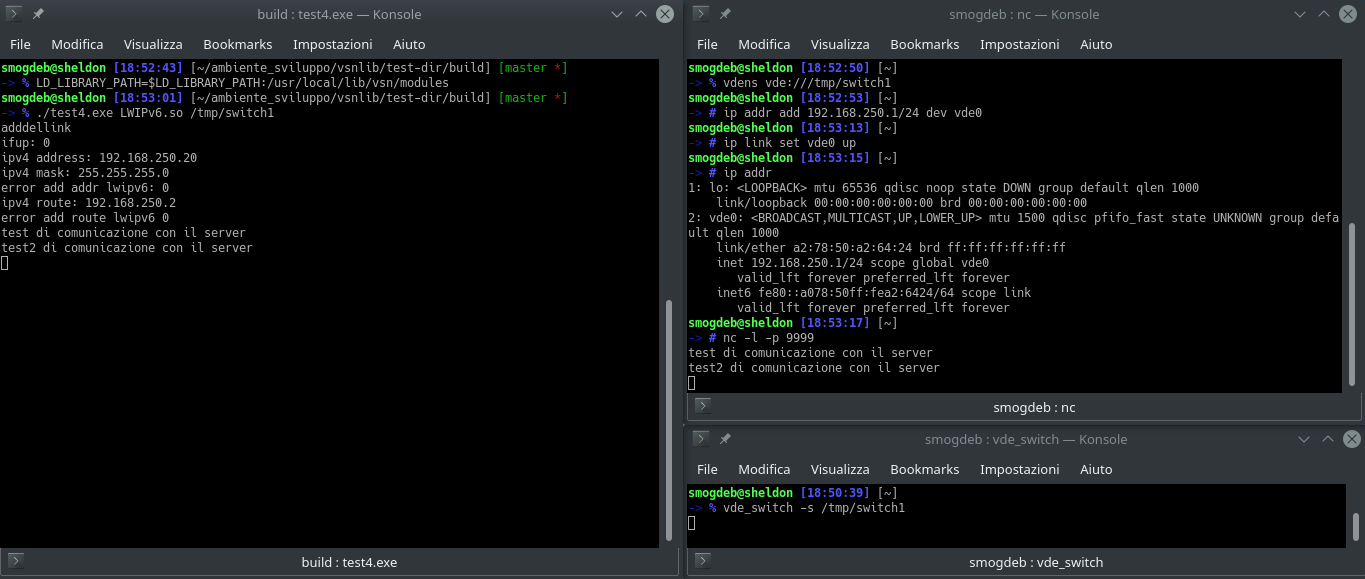 build : test4.exe — Konsole
File Modifica Visualizza Bookmarks Impostazioni Aiuto
smogdeb@sheldon [18:52:43] [~/ambiente_sviluppo/vsnlib/test-dir/build] [master *]
-> % LD_LIBRARY_PATH=$LD_LIBRARY_PATH:/usr/local/lib/vsn/modules
smogdeb@sheldon [18:53:01] [~/ambiente_sviluppo/vsnlib/test-dir/build] [master *]
-> % ./test4.exe LWIPv6.so /tmp/switch1
adddellink
ifup: 0
ipv4 address: 192.168.250.20
ipv4 mask: 255.255.255.0
error add addr lwipv6: 0
ipv4 route: 192.168.250.2
error add route lwipv6 0
test di comunicazione con il server
test2 di comunicazione con il server
build : test4.exe
smogdeb : nc — Konsole
File Modifica Visualizza Bookmarks Impostazioni Aiuto
smogdeb@sheldon [18:52:50] [~]
-> % vdens vde:///tmp/switch1
smogdeb@sheldon [18:52:53] [~]
-> # ip addr add 192.168.250.1/24 dev vde0
smogdeb@sheldon [18:53:13] [~]
-> # ip link set vde0 up
smogdeb@sheldon [18:53:15] [~]
-> # ip addr
1: lo: <LOOPBACK> mtu 65536 qdisc noop state DOWN group default qlen 1000
    link/loopback 00:00:00:00:00:00 brd 00:00:00:00:00:00
2: vde0: <BROADCAST,MULTICAST,UP,LOWER_UP> mtu 1500 qdisc pfifo_fast state UNKNOWN group defa
ult qlen 1000
    link/ether a2:78:50:a2:64:24 brd ff:ff:ff:ff:ff:ff
    inet 192.168.250.1/24 scope global vde0
       valid_lft forever preferred_lft forever
    inet6 fe80::a078:50ff:fea2:6424/64 scope link
       valid_lft forever preferred_lft forever
smogdeb@sheldon [18:53:17] [~]
-> # nc -l -p 9999
test di comunicazione con il server
test2 di comunicazione con il server
smogdeb : nc
smogdeb : vde_switch — Konsole
File Modifica Visualizza Bookmarks Impostazioni Aiuto
smogdeb@sheldon [18:50:39] [~]
-> % vde_switch -s /tmp/switch1
smogdeb : vde_switch